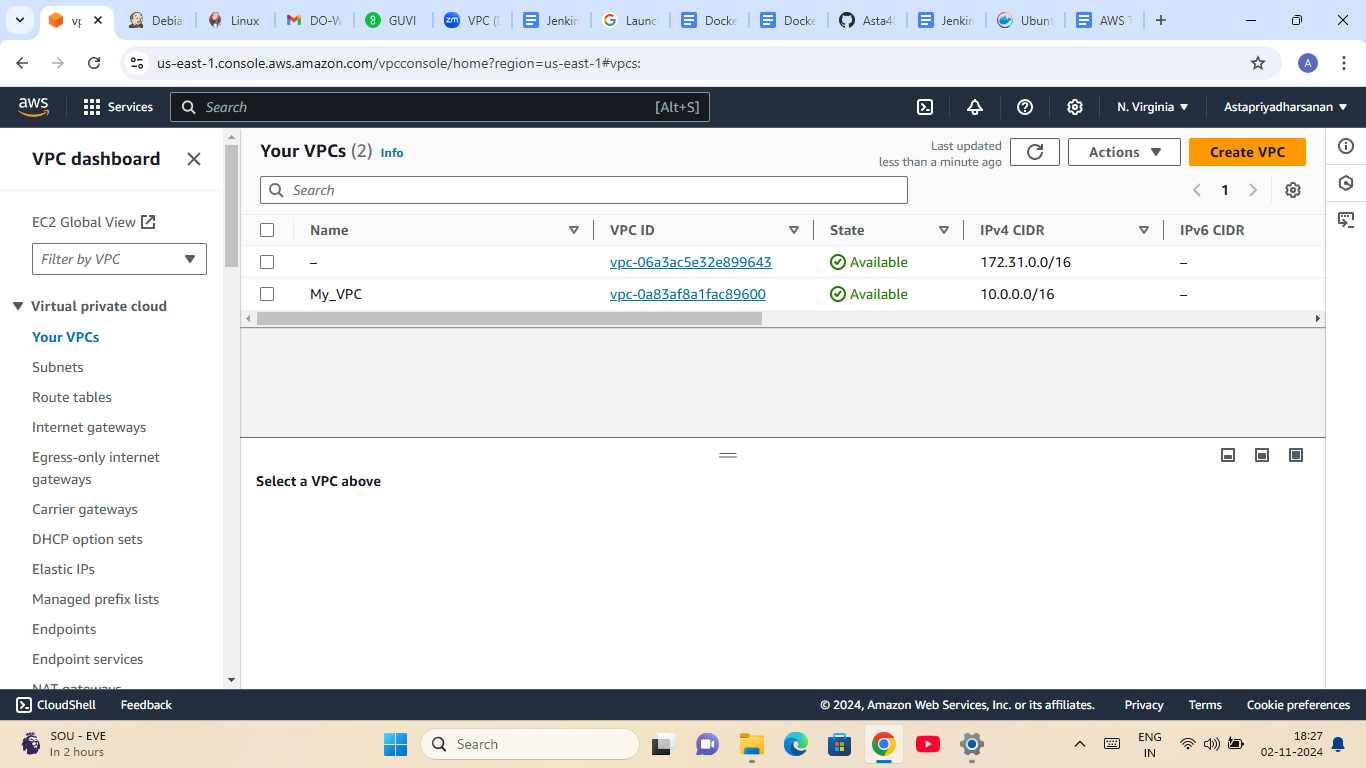 vp
Debia
Linux
DO-W
GUVI
VPC (D
Jenkin
Launc
Docke
Docke
Asta4
Jenkin
Ubunt
AWS T
us-east-1.console.aws.amazon.com/vpcconsole/home?region=us-east-1#vpcs:
A
aws
Services
Search
[Alt+S]
N. Virginia
Astapriyadharsanan
VPC dashboard
EC2 Global View
Filter by VPC
Virtual private cloud
Your VPCs
Subnets
Route tables
Internet gateways
Egress-only internet
gateways
Carrier gateways
DHCP option sets
Elastic IPs
Managed prefix lists
Endpoints
Endpoint services
NAT gateways
Your VPCs (2) Info
Last updated
less than a minute ago
Actions
Create VPC
Search
1
Name VPC ID State IPv4 CIDR IPv6 CIDR
– vpc-06a3ac5e32e899643 Available 172.31.0.0/16 –
My_VPC vpc-0a83af8a1fac89600 Available 10.0.0.0/16 –
Select a VPC above
CloudShell Feedback © 2024, Amazon Web Services, Inc. or its affiliates. Privacy Terms Cookie preferences
SOU - EVE
In 2 hours
Search
ENG
IN
18:27
02-11-2024